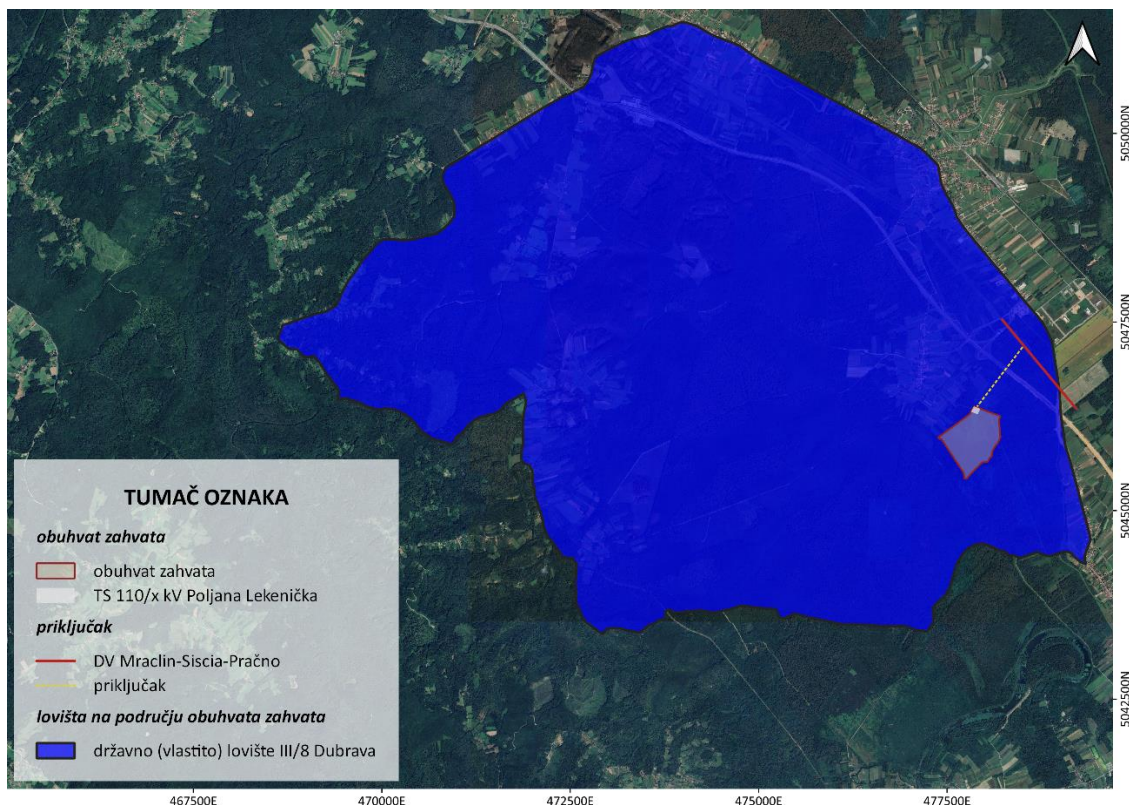 5050000N
5047500N
5045000N
5042500N
TUMAČ OZNAKA
obuhvat zahvata
obuhvat zahvata
TS 110/x kV Poljana Lekenička
priključak
DV Mraclin-Siscia-Pračno
priključak
lovišta na području obuhvata zahvata
državno (vlastito) lovište III/8 Dubrava
467500E
470000E
472500E
475000E
477500E